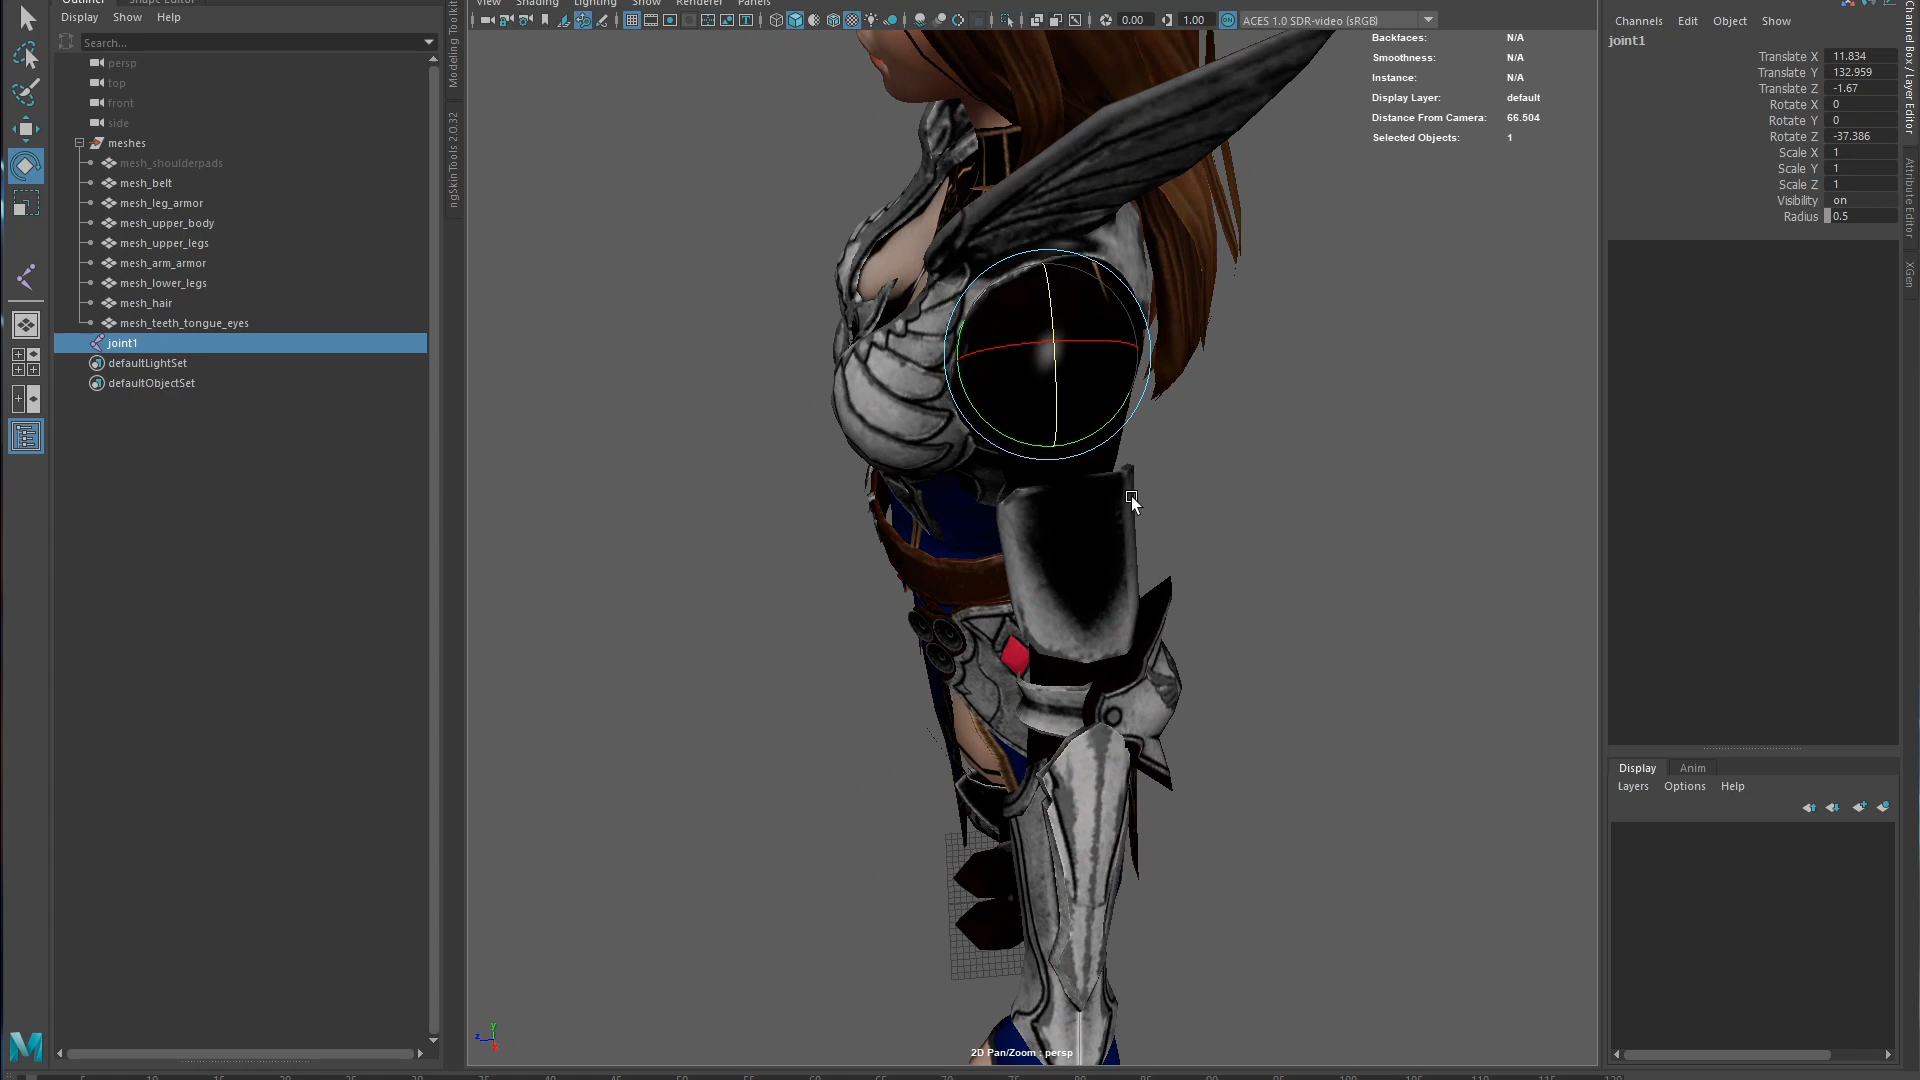 Outliner
Shape Editor
Display Show Help
Search...
persp
top
front
side
meshes
mesh_shoulderpads
mesh_belt
mesh_leg_armor
mesh_upper_body
mesh_upper_legs
mesh_arm_armor
mesh_lower_legs
mesh_hair
mesh_teeth_tongue_eyes
joint1
defaultLightSet
defaultObjectSet
Modeling Toolkit
ngSkinTools 2.0.32
View Shading Lighting Show Renderer Panels
0.00 1.00 ON ACES 1.0 SDR-video (sRGB)
Backfaces: N/A
Smoothness: N/A
Instance: N/A
Display Layer: default
Distance From Camera: 66.504
Selected Objects: 1
y
z
x
2D Pan/Zoom : persp
Channels Edit Object Show
joint1
Translate X 11.834
Translate Y 132.959
Translate Z -1.67
Rotate X 0
Rotate Y 0
Rotate Z -37.386
Scale X 1
Scale Y 1
Scale Z 1
Visibility on
Radius 0.5
Channel Box / Layer Editor
Attribute Editor
XGen
Display Anim
Layers Options Help
M